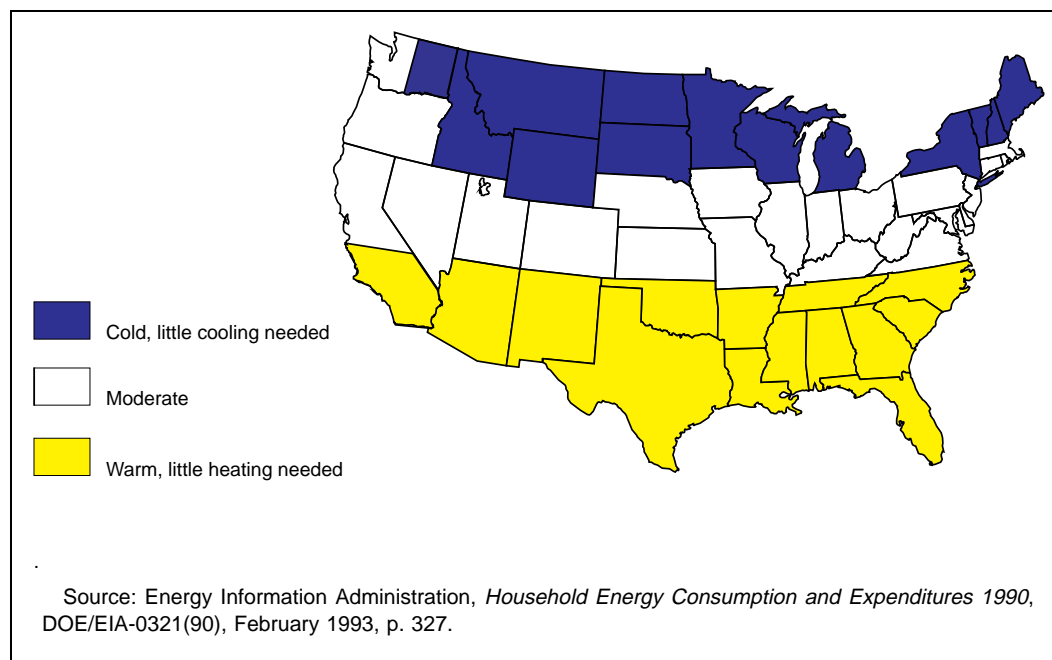 Cold, little cooling needed
Moderate
Warm, little heating needed
.
Source: Energy Information Administration, Household Energy Consumption and Expenditures 1990,
DOE/EIA-0321(90), February 1993, p. 327.